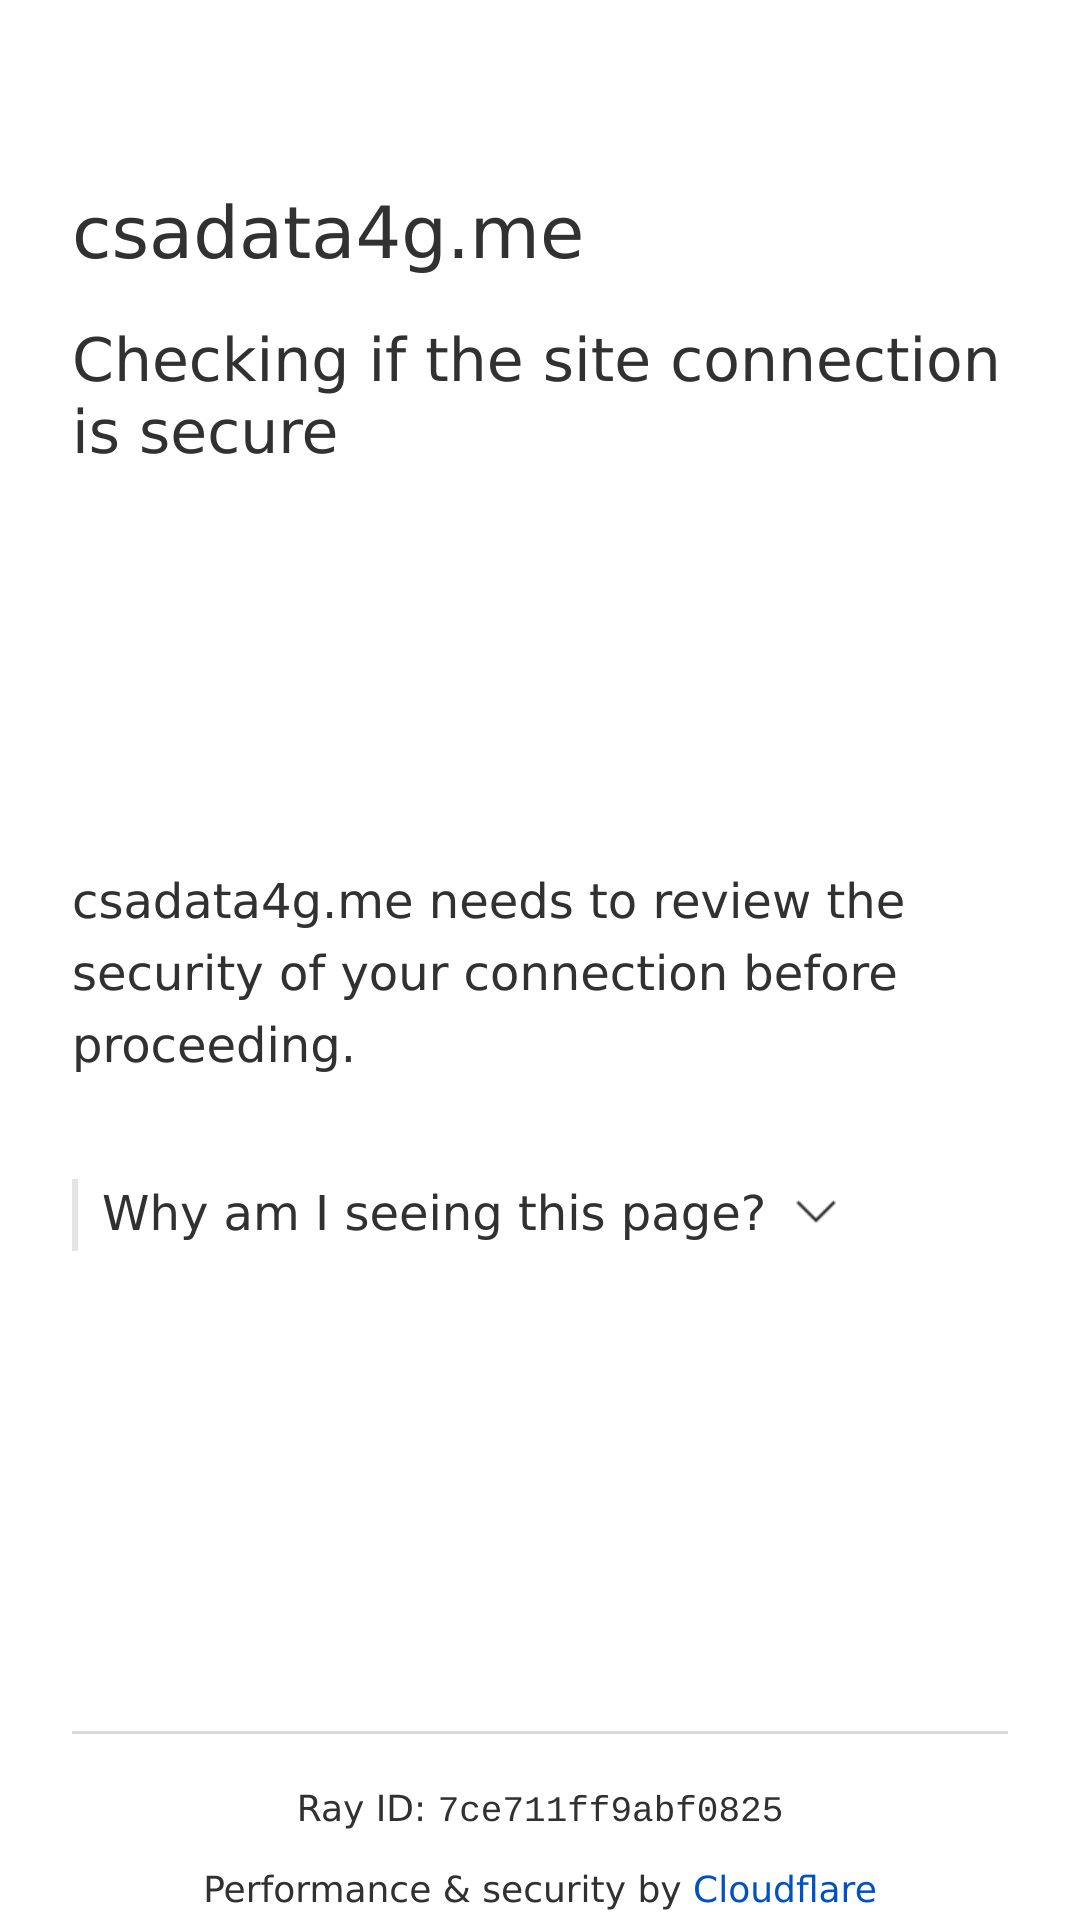 csadata4g.me
Checking if the site connection
is secure
csadata4g.me needs to review the
security of your connection before
proceeding.
Why am I seeing this page?
Ray ID: 7ce711ff9abf0825
Performance & security by Cloudflare